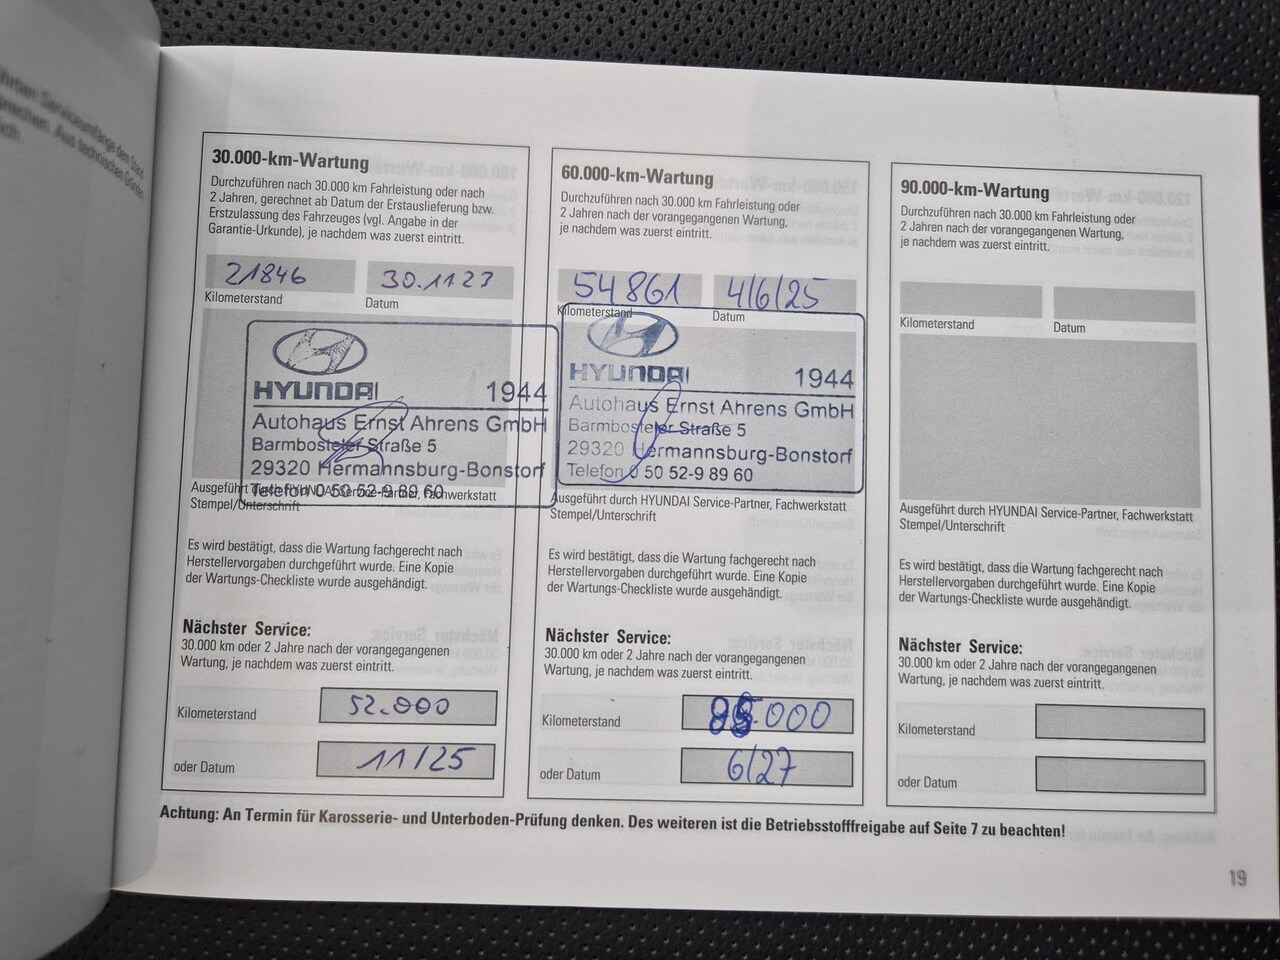 30.000-km-Wartung
Durchzuführen nach 30.000 km Fahrleistung oder nach
2 Jahren, gerechnet ab Datum der Erstauslieferung bzw.
Erstzulassung des Fahrzeuges (vgl. Angabe in der
Garantie-Urkunde), je nachdem was zuerst eintritt.
21846
30.11.23
Kilometerstand
Datum
HYUNDAI 1944
Autohaus Ernst Ahrens GmbH
Barmbosteler Straße 5
29320 Hermannsburg-Bonstorf
Telefon 0 50 52-9 89 60
Ausgeführt durch HYUNDAI Service-Partner, Fachwerkstatt
Stempel/Unterschrift
Es wird bestätigt, dass die Wartung fachgerecht nach
Herstellervorgaben durchgeführt wurde. Eine Kopie
der Wartungs-Checkliste wurde ausgehändigt.
Nächster Service:
30.000 km oder 2 Jahre nach der vorangegangenen
Wartung, je nachdem was zuerst eintritt.
Kilometerstand 52.000
oder Datum 11/25
60.000-km-Wartung
Durchzuführen nach 30.000 km Fahrleistung oder
2 Jahren nach der vorangegangenen Wartung,
je nachdem was zuerst eintritt.
54861
4/6/25
Kilometerstand
Datum
HYUNDAI 1944
Autohaus Ernst Ahrens GmbH
Barmbosteler Straße 5
29320 Hermannsburg-Bonstorf
Telefon 0 50 52-9 89 60
Ausgeführt durch HYUNDAI Service-Partner, Fachwerkstatt
Stempel/Unterschrift
Es wird bestätigt, dass die Wartung fachgerecht nach
Herstellervorgaben durchgeführt wurde. Eine Kopie
der Wartungs-Checkliste wurde ausgehändigt.
Nächster Service:
30.000 km oder 2 Jahre nach der vorangegangenen
Wartung, je nachdem was zuerst eintritt.
Kilometerstand
oder Datum 6/27
90.000-km-Wartung
Durchzuführen nach 30.000 km Fahrleistung oder
2 Jahren nach der vorangegangenen Wartung,
je nachdem was zuerst eintritt.
Kilometerstand
Datum
Ausgeführt durch HYUNDAI Service-Partner, Fachwerkstatt
Stempel/Unterschrift
Es wird bestätigt, dass die Wartung fachgerecht nach
Herstellervorgaben durchgeführt wurde. Eine Kopie
der Wartungs-Checkliste wurde ausgehändigt.
Nächster Service:
30.000 km oder 2 Jahre nach der vorangegangenen
Wartung, je nachdem was zuerst eintritt.
Kilometerstand
oder Datum
Achtung: An Termin für Karosserie- und Unterboden-Prüfung denken. Des weiteren ist die Betriebsstofffreigabe auf Seite 7 zu beachten!
19